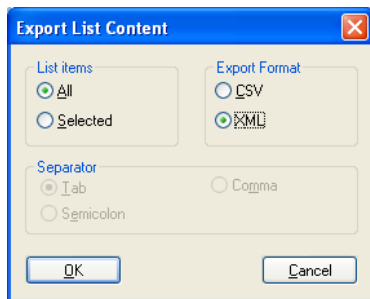 Export List Content
List items
All
Selected
Export Format
CSV
XML
Separator
Tab
Comma
Semicolon
OK
Cancel